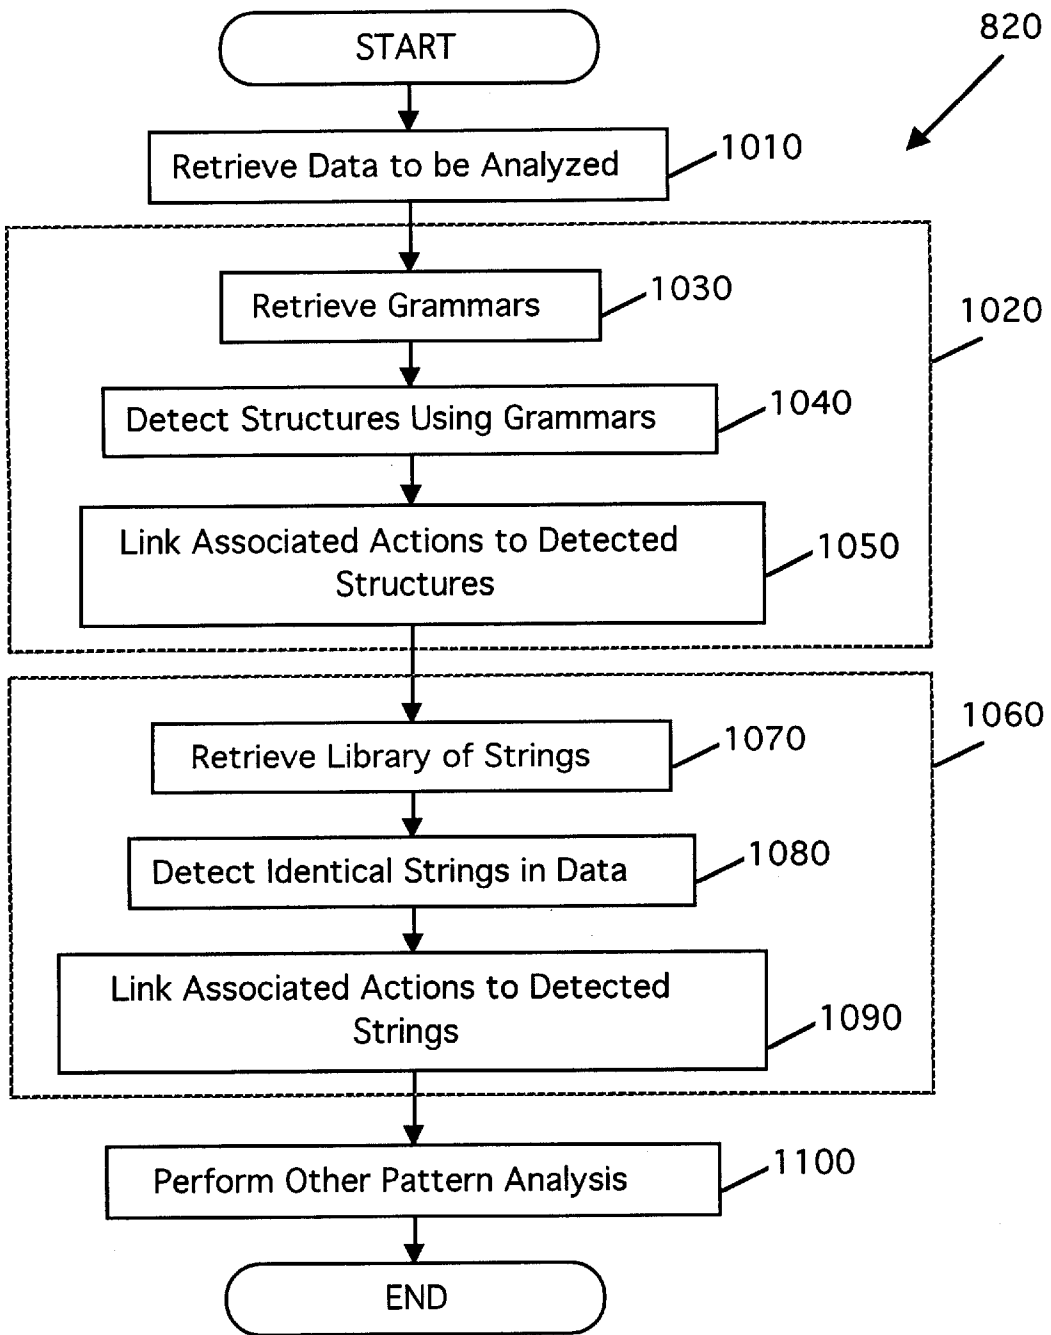 820
START
Retrieve Data to be Analyzed
1010
Retrieve Grammars
1030
1020
Detect Structures Using Grammars
1040
Link Associated Actions to Detected
Structures
1050
1060
Retrieve Library of Strings
1070
Detect Identical Strings in Data
1080
Link Associated Actions to Detected
Strings
1090
Perform Other Pattern Analysis
1100
END